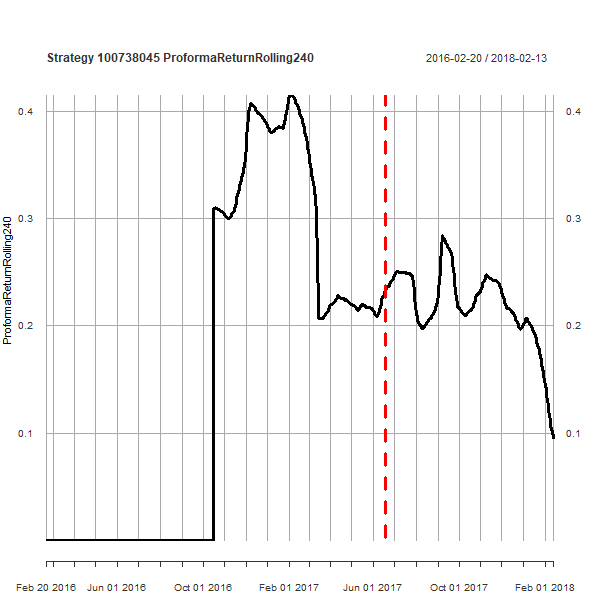 Strategy 100738045 ProformaReturnRolling240
2016-02-20 / 2018-02-13
0.4 0.4
0.3 0.3
0.2 0.2
0.1 0.1
ProformaReturnRolling240
Feb 20 2016 Jun 01 2016 Oct 01 2016 Feb 01 2017 Jun 01 2017 Oct 01 2017 Feb 01 2018